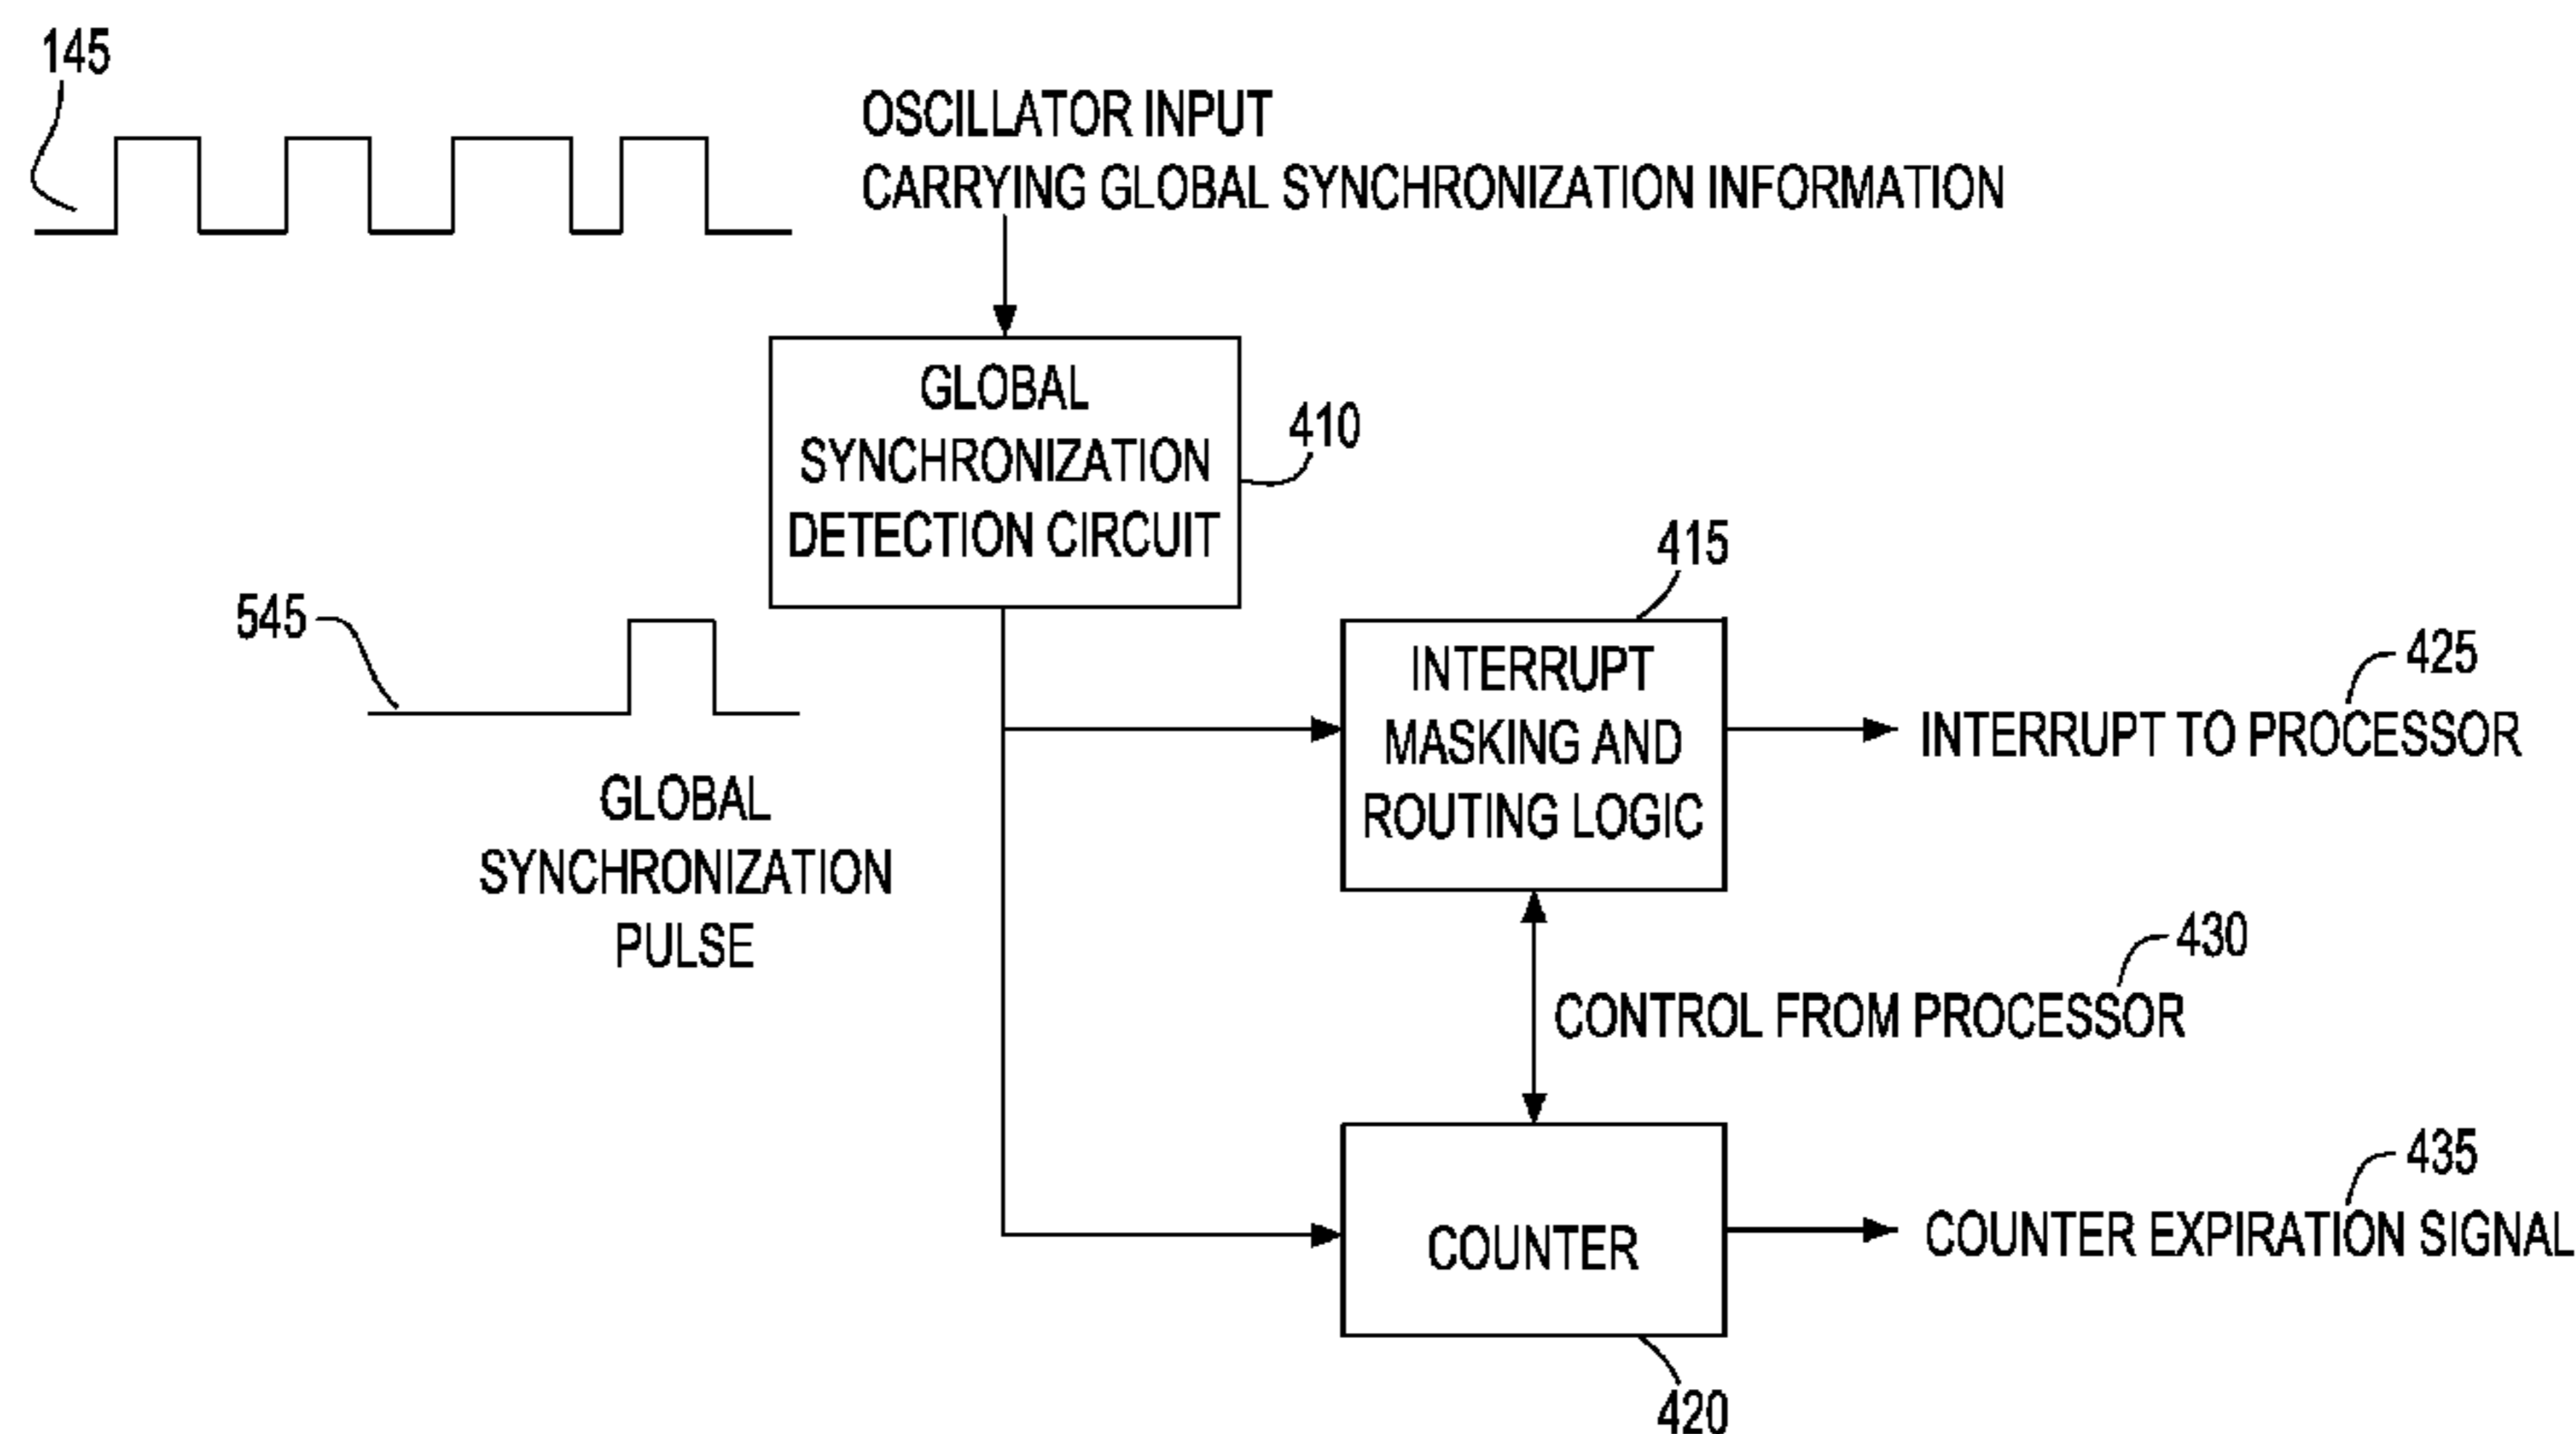 145
OSCILLATOR INPUT
CARRYING GLOBAL SYNCHRONIZATION INFORMATION
GLOBAL
SYNCHRONIZATION
DETECTION CIRCUIT
410
415
545
INTERRUPT
MASKING AND
ROUTING LOGIC
425
INTERRUPT TO PROCESSOR
GLOBAL
SYNCHRONIZATION
PULSE
430
CONTROL FROM PROCESSOR
435
COUNTER
COUNTER EXPIRATION SIGNAL
420